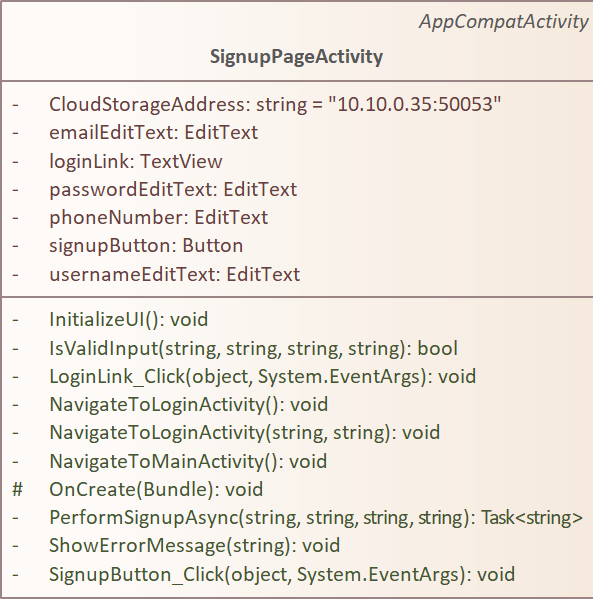 AppCompatActivity
SignupPageActivity
- CloudStorageAddress: string = "10.10.0.35:50053"
- emailEditText: EditText
- loginLink: TextView
- passwordEditText: EditText
- phoneNumber: EditText
- signupButton: Button
- usernameEditText: EditText
- InitializeUI(): void
- IsValidInput(string, string, string, string): bool
- LoginLink_Click(object, System.EventArgs): void
- NavigateToLoginActivity(): void
- NavigateToLoginActivity(string, string): void
- NavigateToMainActivity(): void
# OnCreate(Bundle): void
- PerformSignupAsync(string, string, string, string): Task<string>
- ShowErrorMessage(string): void
- SignupButton_Click(object, System.EventArgs): void